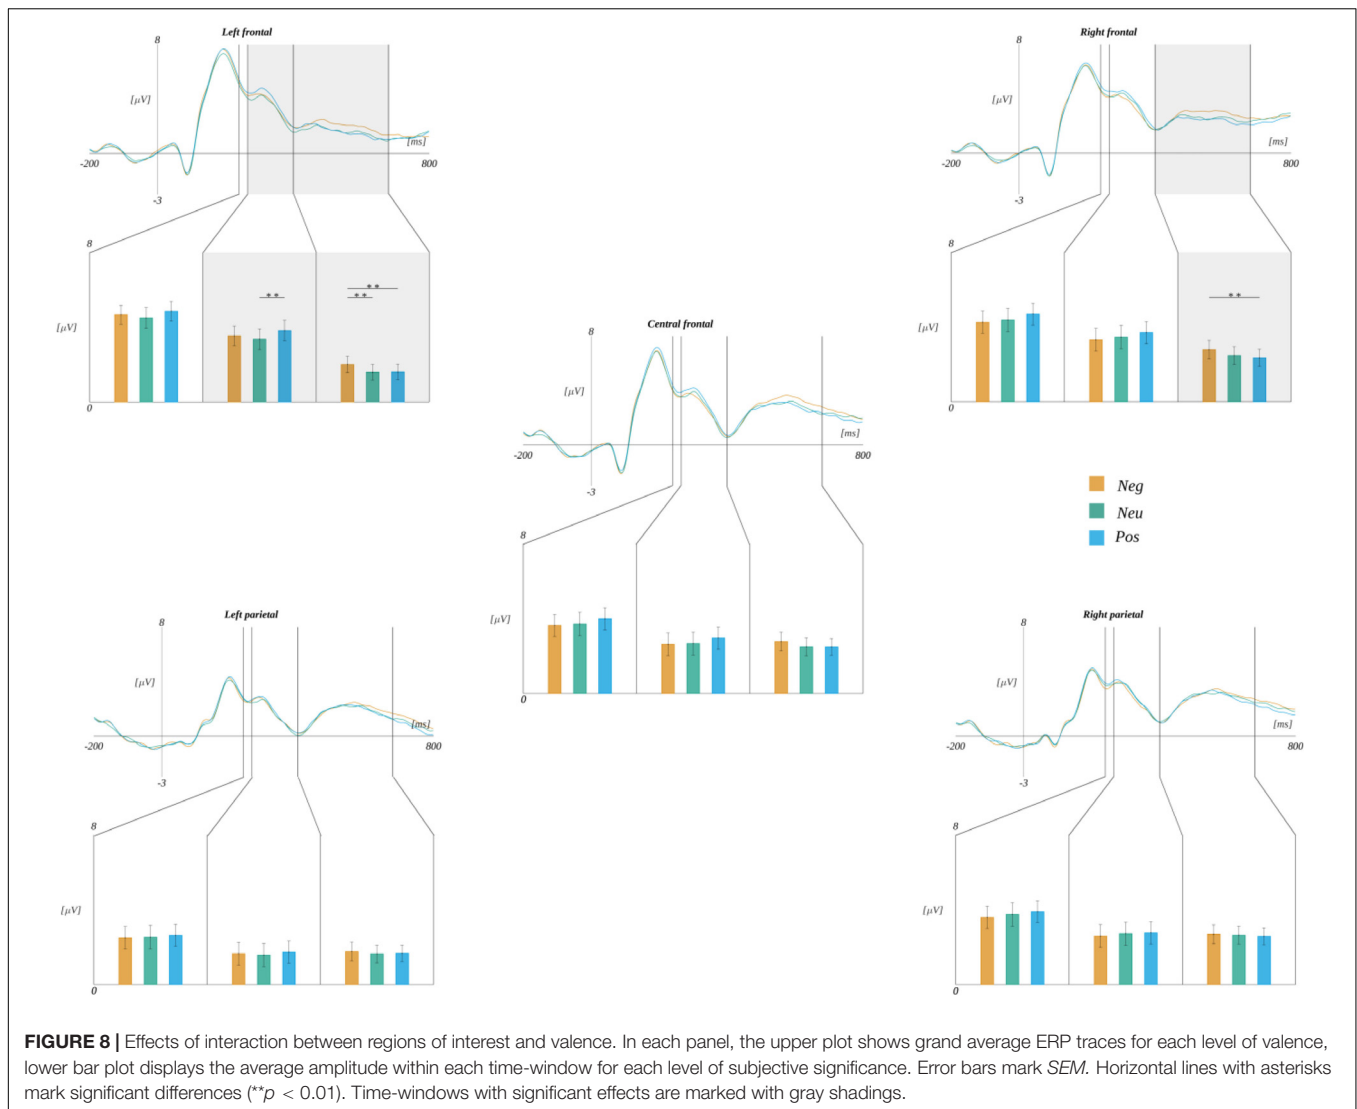 Left frontal
8
[μV]
[ms]
-200
800
-3
8
**
**
**
[μV]
0
Right frontal
8
[μV]
[ms]
-200
800
-3
8
**
[μV]
0
Central frontal
8
[μV]
[ms]
-200
800
-3
8
[μV]
0
Neg
Neu
Pos
Left parietal
8
[μV]
[ms]
-200
800
-3
8
[μV]
0
Right parietal
8
[μV]
[ms]
-200
800
-3
8
[μV]
0
FIGURE 8 | Effects of interaction between regions of interest and valence. In each panel, the upper plot shows grand average ERP traces for each level of valence,
lower bar plot displays the average amplitude within each time-window for each level of subjective significance. Error bars mark SEM. Horizontal lines with asterisks
mark significant differences (**p < 0.01). Time-windows with significant effects are marked with gray shadings.